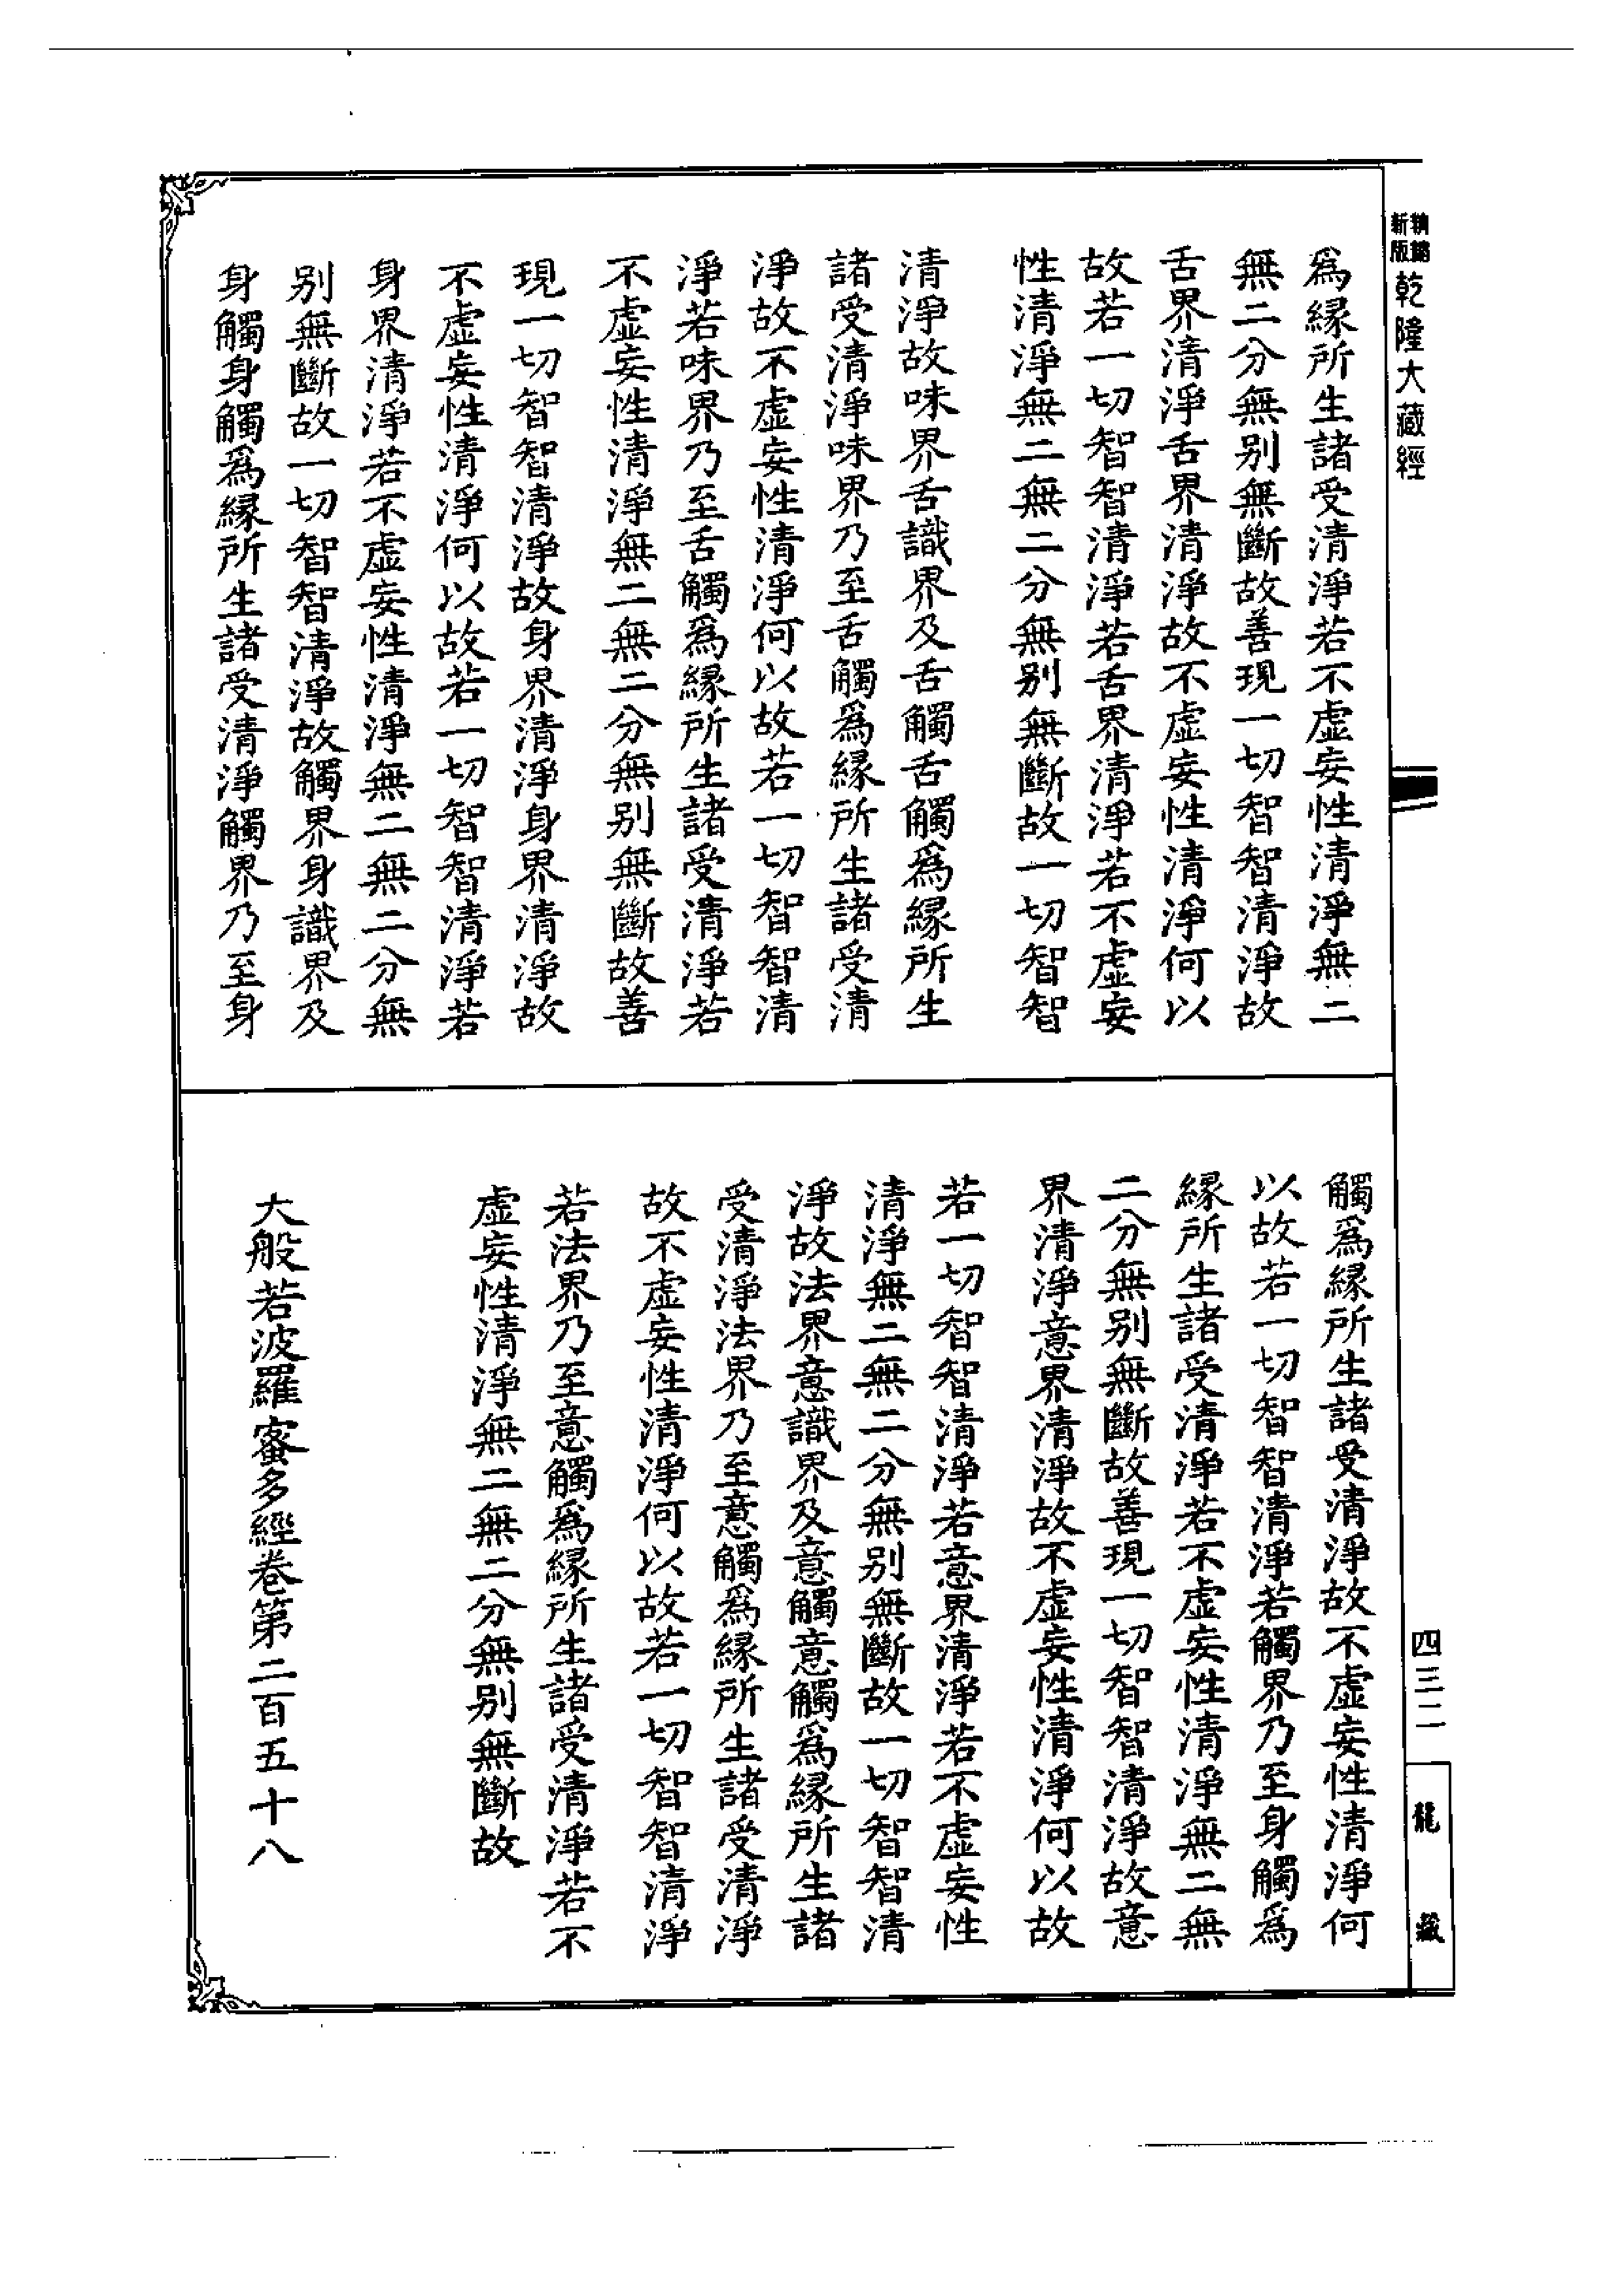 精縮新版乾隆大藏經
爲縁所生諸受清淨若不虛妄性清淨無二
無二分無别無斷故善現一切智智清淨故
舌界清淨舌界清淨故不虛妄性清淨何以
故若一切智智清淨若舌界清淨若不虛妄
性清淨無二無二分無别無斷故一切智智
清淨故味界舌識界及舌觸舌觸爲縁所生
諸受清淨味界乃至舌觸爲縁所生諸受清
淨故不虛妄性清淨何以故若一切智智清
淨若味界乃至舌觸爲縁所生諸受清淨若
不虛妄性清淨無二無二分無别無斷故善
現一切智智清淨故身界清淨身界清淨故
不虛妄性清淨何以故若一切智智清淨若
身界清淨若不虛妄性清淨無二無二分無
别無斷故一切智智清淨故觸界身識界及
身觸身觸爲縁所生諸受清淨觸界乃至身
觸爲縁所生諸受清淨故不虛妄性清淨何
以故若一切智智清淨若觸界乃至身觸爲
縁所生諸受清淨若不虛妄性清淨無二無
二分無别無斷故善現一切智智清淨故意
界清淨意界清淨故不虛妄性清淨何以故
若一切智智清淨若意界清淨若不虛妄性
清淨無二無二分無别無斷故一切智智清
淨故法界意識界及意觸意觸爲縁所生諸
受清淨法界乃至意觸爲縁所生諸受清淨
故不虛妄性清淨何以故若一切智智清淨
若法界乃至意觸爲縁所生諸受清淨若不
虛妄性清淨無二無二分無别無斷故
大般若波羅蜜多經卷第二百五十八
四三二
龍藏